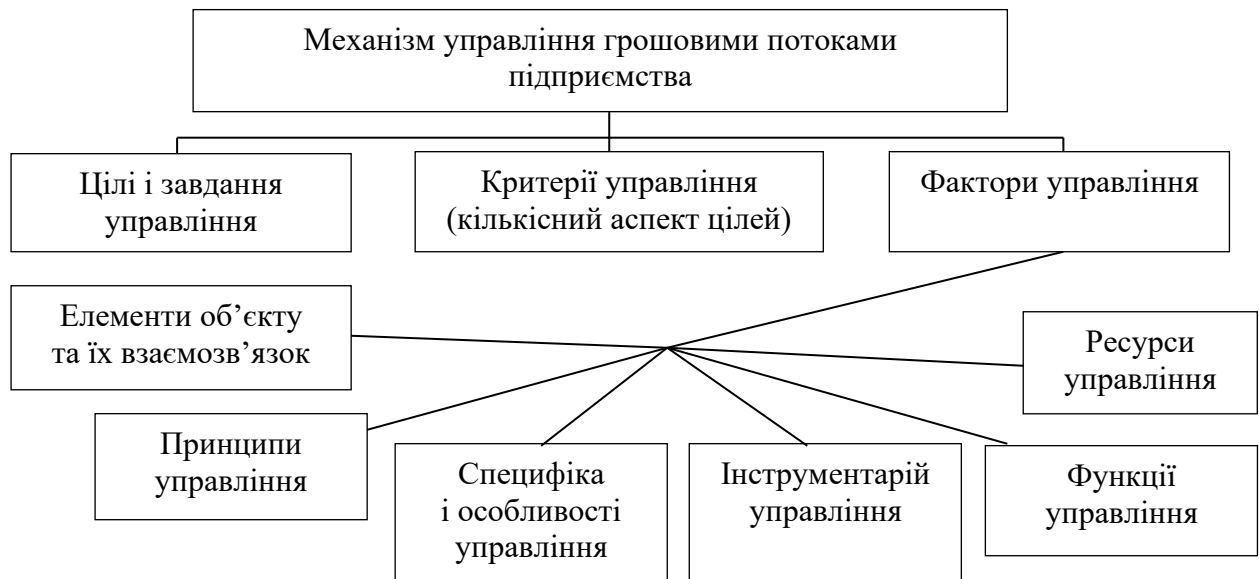 Механізм управління грошовими потоками
підприємства
Цілі і завдання
управління
Критерії управління
(кількісний аспект цілей)
Фактори управління
Елементи об’єкту
та їх взаємозв’язок
Ресурси
управління
Принципи
управління
Специфіка
і особливості
управління
Інструментарій
управління
Функції
управління